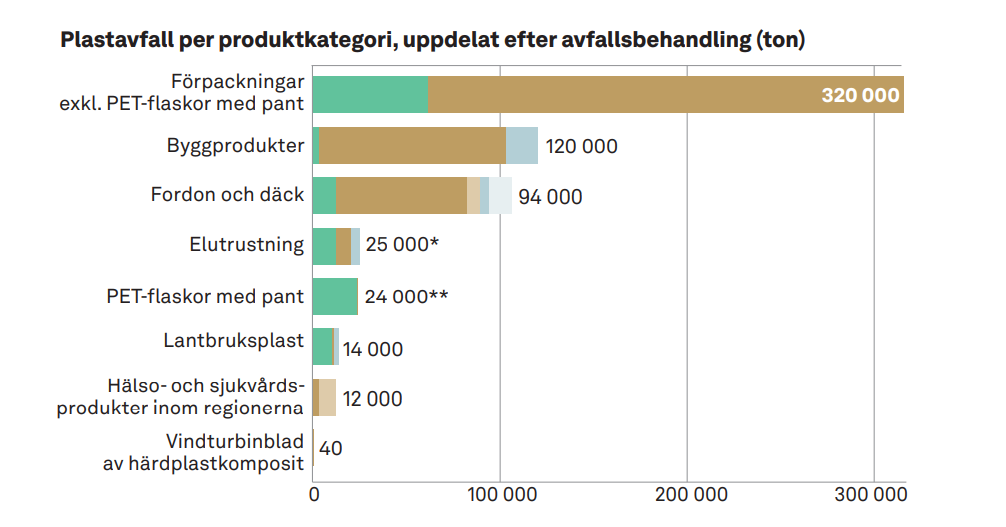 Plastavfall per produktkategori, uppdelat efter avfallsbehandling (ton)
Förpackningar
exkl. PET-flaskor med pant
320 000
Byggprodukter
120 000
Fordon och däck
94 000
Elutrustning
25 000*
PET-flaskor med pant
24 000**
Lantbruksplast
14 000
Hälso- och sjukvårds-
produkter inom regionerna
12 000
Vindturbinblad
av härdplastkomposit
40
0
100 000
200 000
300 000